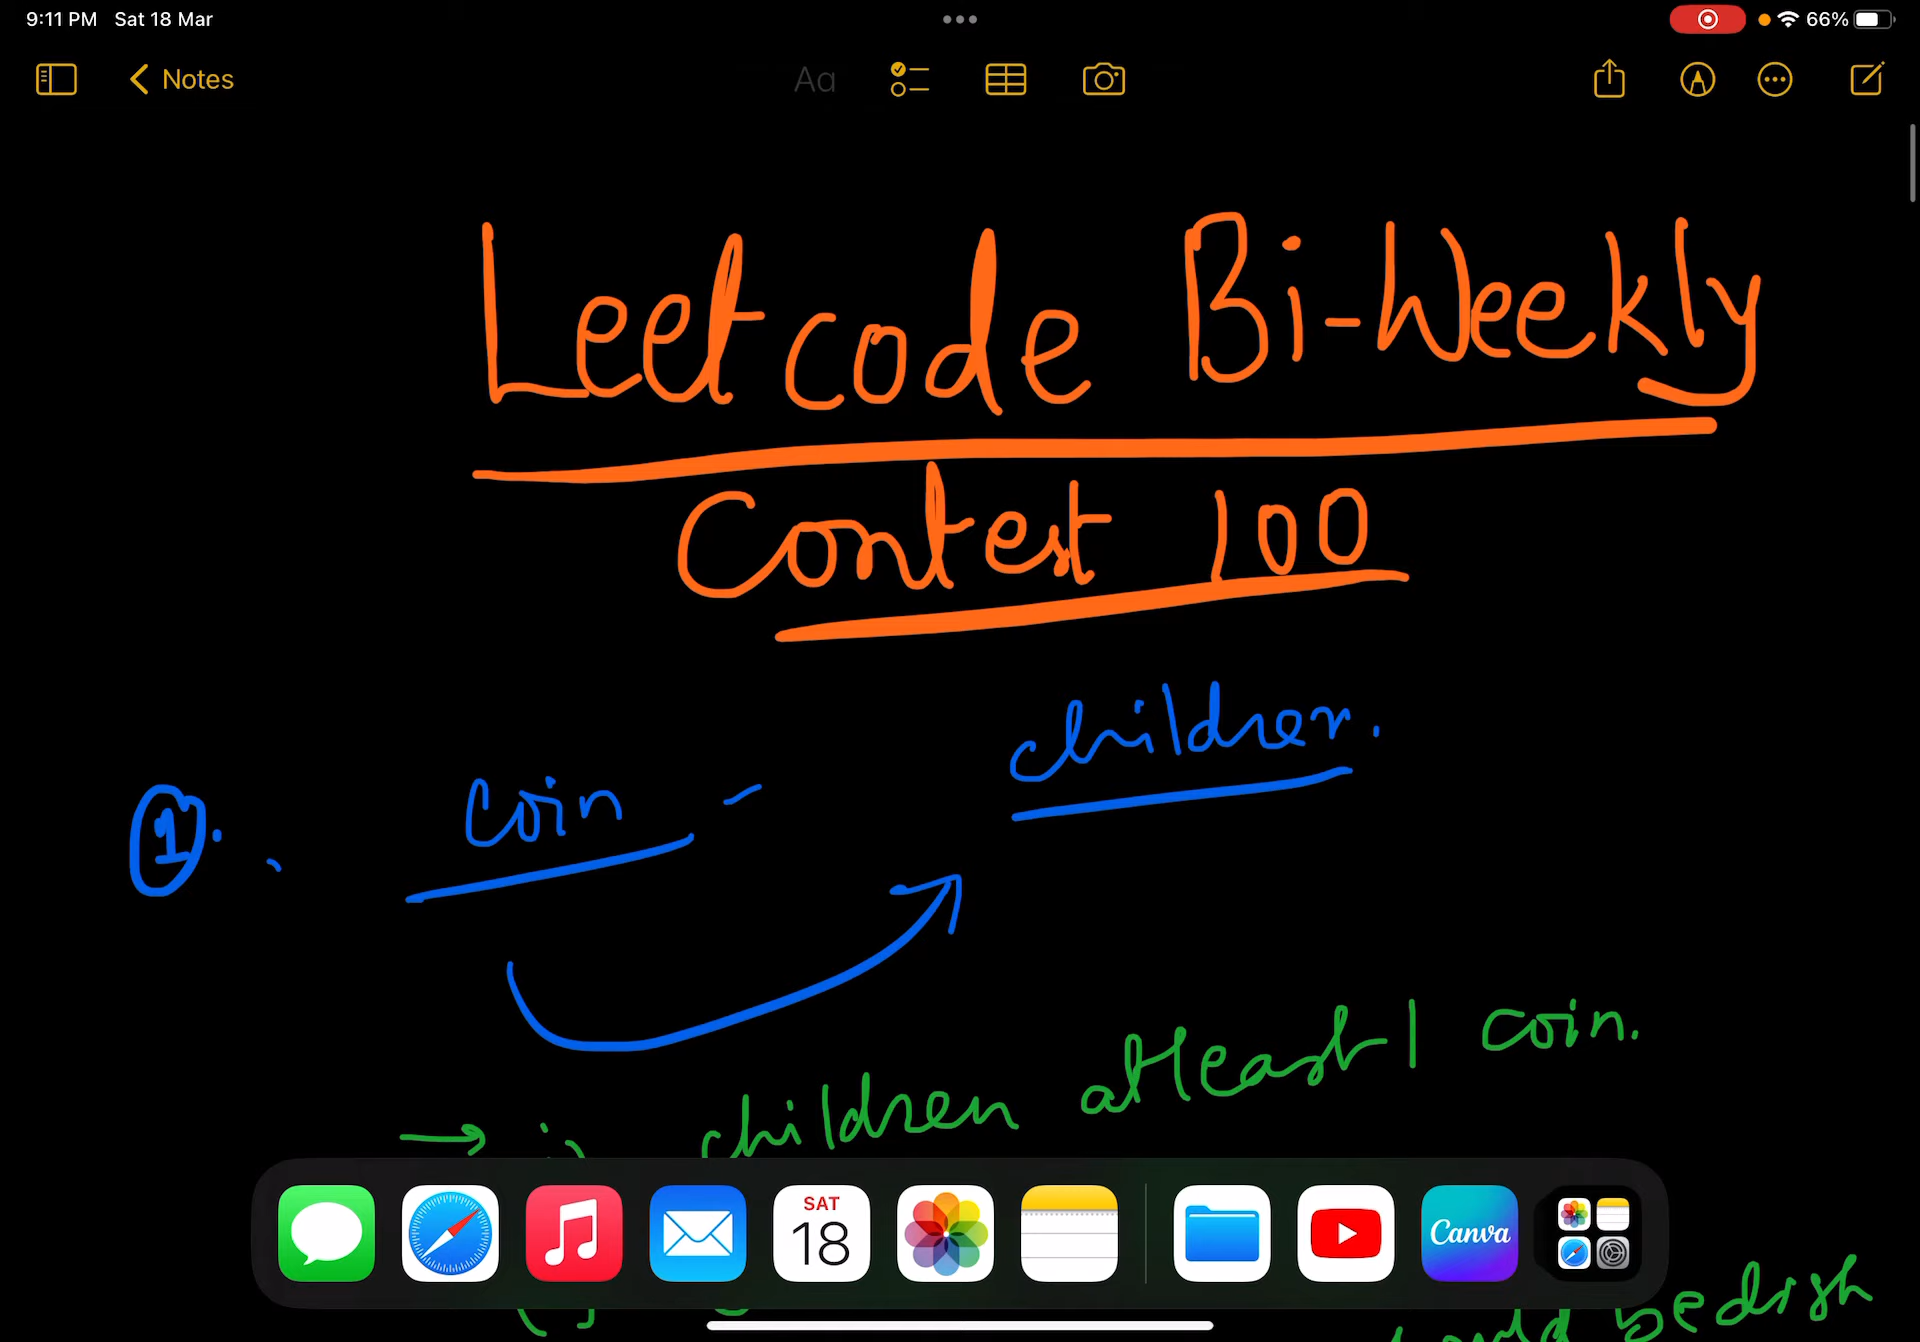 9:11 PM Sat 18 Mar
66%
Notes
Aa
Leetcode Bi-Weekly
Contest 100
1.
coin -
children.
→ i) children atleast 1 coin.
SAT
18
Canva